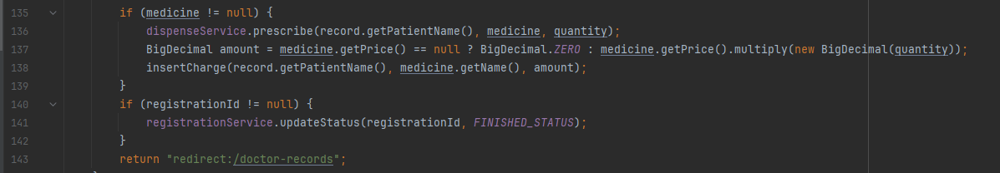 135 if (medicine != null) {
136 dispenseService.prescribe(record.getPatientName(), medicine, quantity);
137 BigDecimal amount = medicine.getPrice() == null ? BigDecimal.ZERO : medicine.getPrice().multiply(new BigDecimal(quantity));
138 insertCharge(record.getPatientName(), medicine.getName(), amount);
139 }
140 if (registrationId != null) {
141 registrationService.updateStatus(registrationId, FINISHED_STATUS);
142 }
143 return "redirect:/doctor-records";